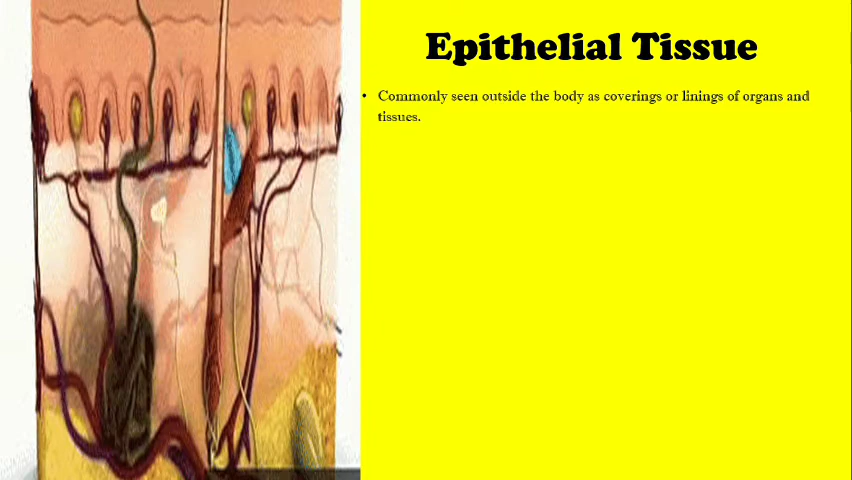 Epithelial Tissue
• Commonly seen outside the body as coverings or linings of organs and
tissues.